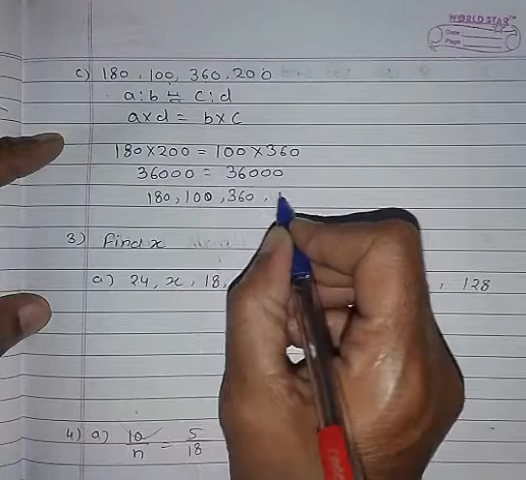 WORLD STAR™
Date:
Page:
c) 180, 100, 360, 200
a:b = c:d
a×d = b×c
180×200 = 100×360
36000 = 36000
180, 100, 360,
3) Find x
a) 24, x, 18, , 128
4) a) 10/n = 5/18